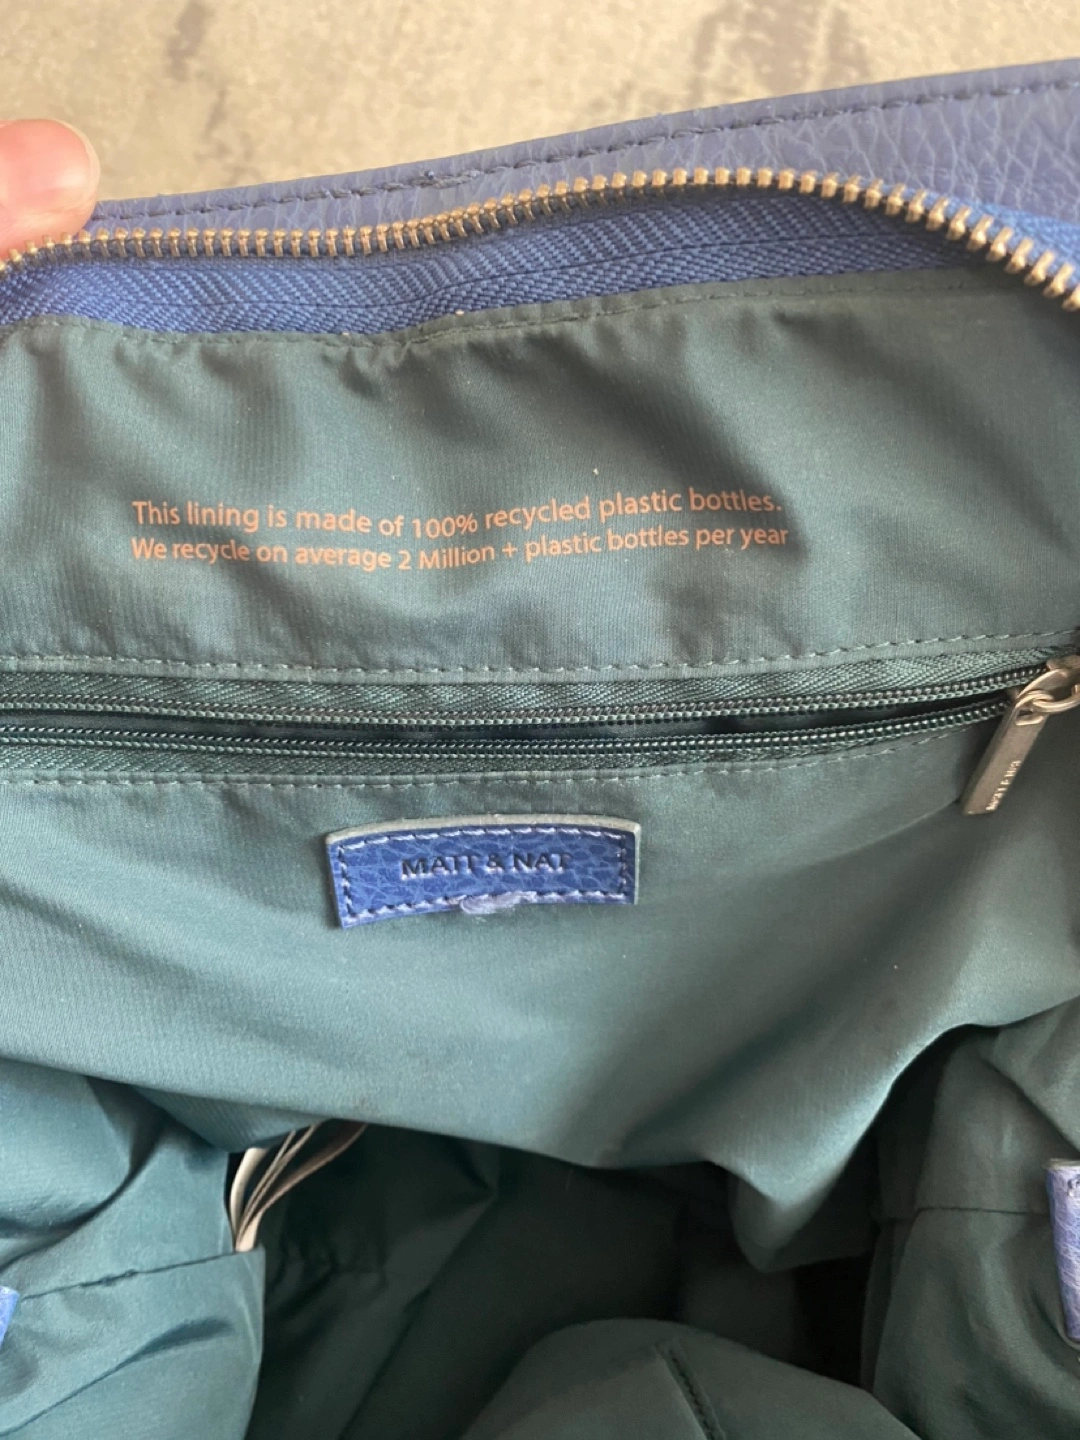 This lining is made of 100% recycled plastic bottles.
We recycle on average 2 Million + plastic bottles per year
MATT & NAT